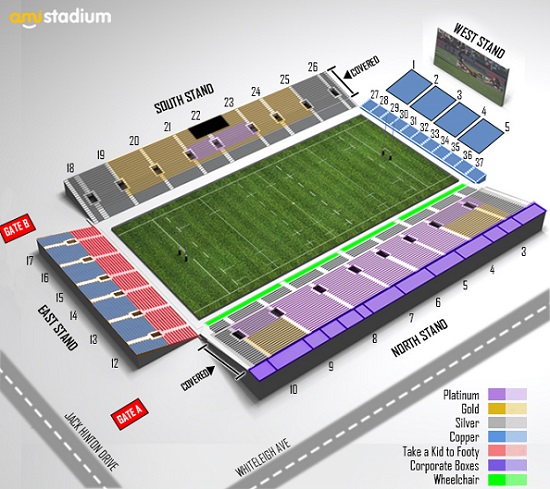 amistadium
WEST STAND
SOUTH STAND
COVERED
1
2
3
4
5
26
25
24
23
22
21
20
19
18
27
28
29
30
31
32
33
34
35
36
37
GATE B
17
16
15
14
13
12
EAST STAND
3
4
5
6
7
8
9
10
NORTH STAND
COVERED
GATE A
JACK HINTON DRIVE
WHITELEIGH AVE
Platinum
Gold
Silver
Copper
Take a Kid to Footy
Corporate Boxes
Wheelchair